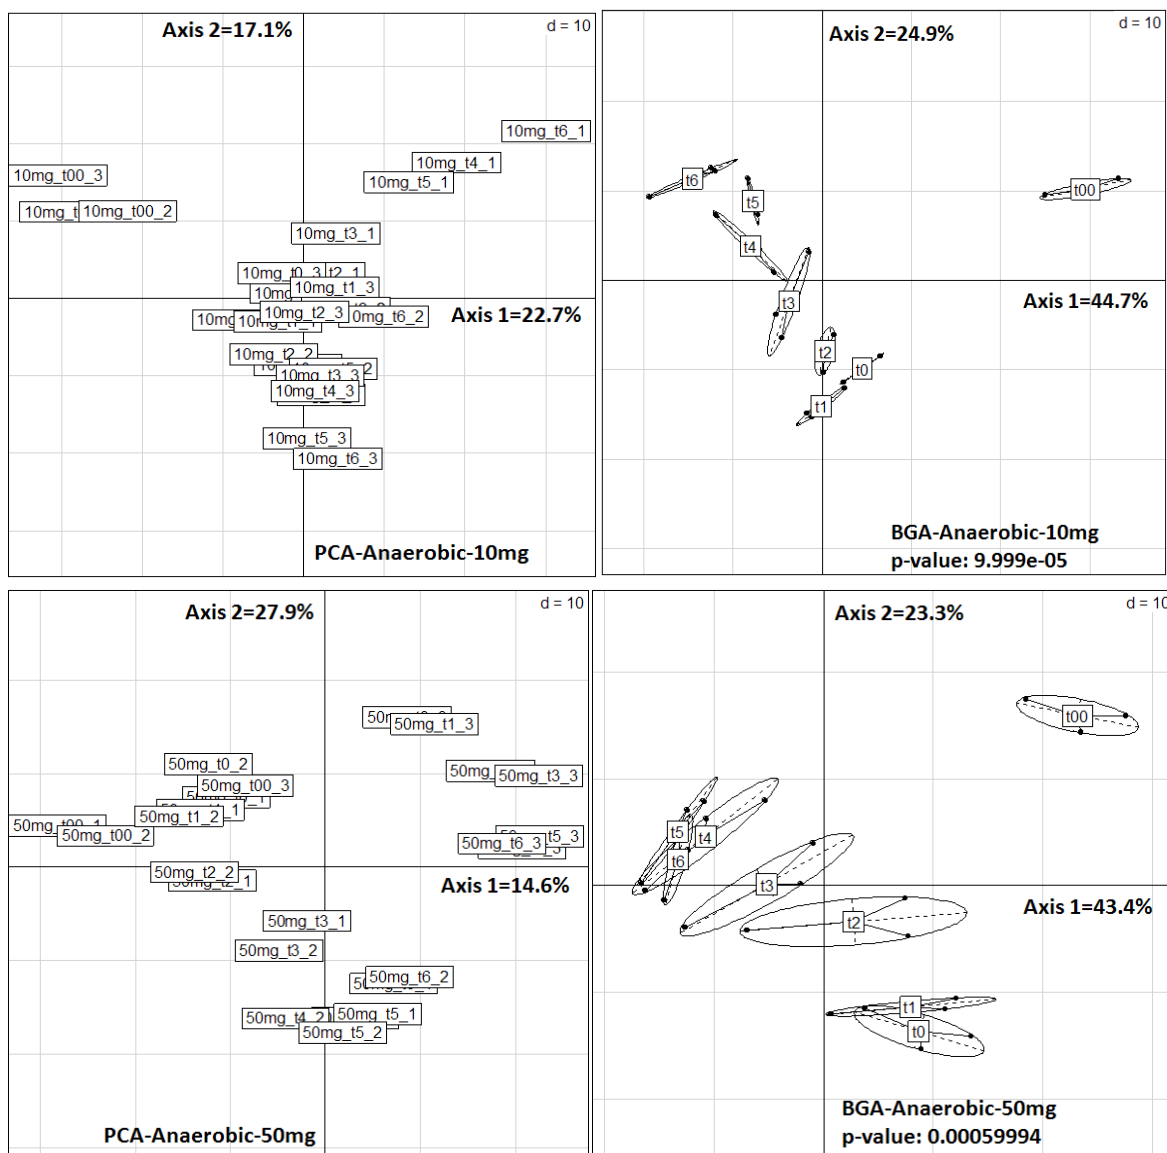 Axis 2=17.1%
d = 10
10mg_t6_1
10mg_t4_1
10mg_t00_3
10mg_t5_1
10mg_t00_2
10mg_t3_1
10mg_t0_3
t2_1
10mg_t1_3
10mg_t2_3
0mg_t6_2
Axis 1=22.7%
10mg_t2_2
10mg_t3_3
10mg_t4_3
10mg_t5_3
10mg_t6_3
PCA-Anaerobic-10mg
Axis 2=24.9%
d = 10
t6
t5
t00
t4
t3
Axis 1=44.7%
t2
t0
t1
BGA-Anaerobic-10mg
p-value: 9.999e-05
Axis 2=27.9%
d = 10
50mg_t1_3
50mg_t0_2
50mg_t3_3
50mg_t00_3
50mg_t1_2
50mg_t00_2
t5_3
50mg_t6_3
50mg_t2_2
Axis 1=14.6%
50mg_t3_1
50mg_t3_2
50mg_t6_2
50mg_t4_2
50mg_t5_1
50mg_t5_2
PCA-Anaerobic-50mg
Axis 2=23.3%
d = 10
t00
t5
t4
t6
t3
Axis 1=43.4%
t2
t1
t0
BGA-Anaerobic-50mg
p-value: 0.00059994